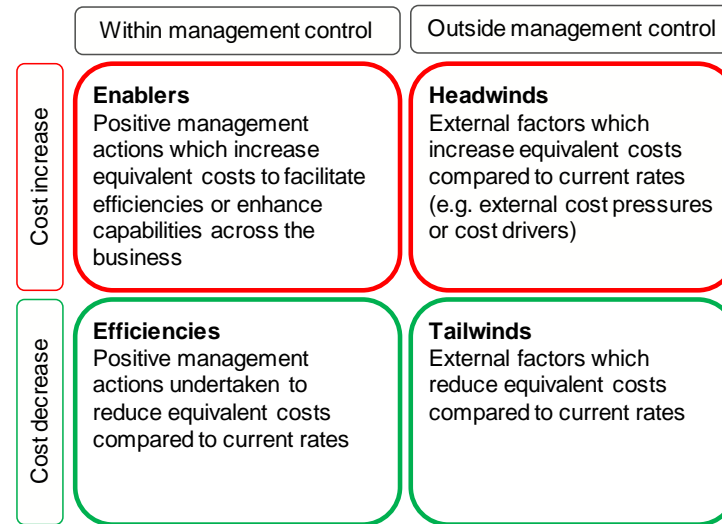 Within management control
Outside management control
Cost increase
Enablers
Positive management
actions which increase
equivalent costs to facilitate
efficiencies or enhance
capabilities across the
business
Headwinds
External factors which
increase equivalent costs
compared to current rates
(e.g. external cost pressures
or cost drivers)
Cost decrease
Efficiencies
Positive management
actions undertaken to
reduce equivalent costs
compared to current rates
Tailwinds
External factors which
reduce equivalent costs
compared to current rates